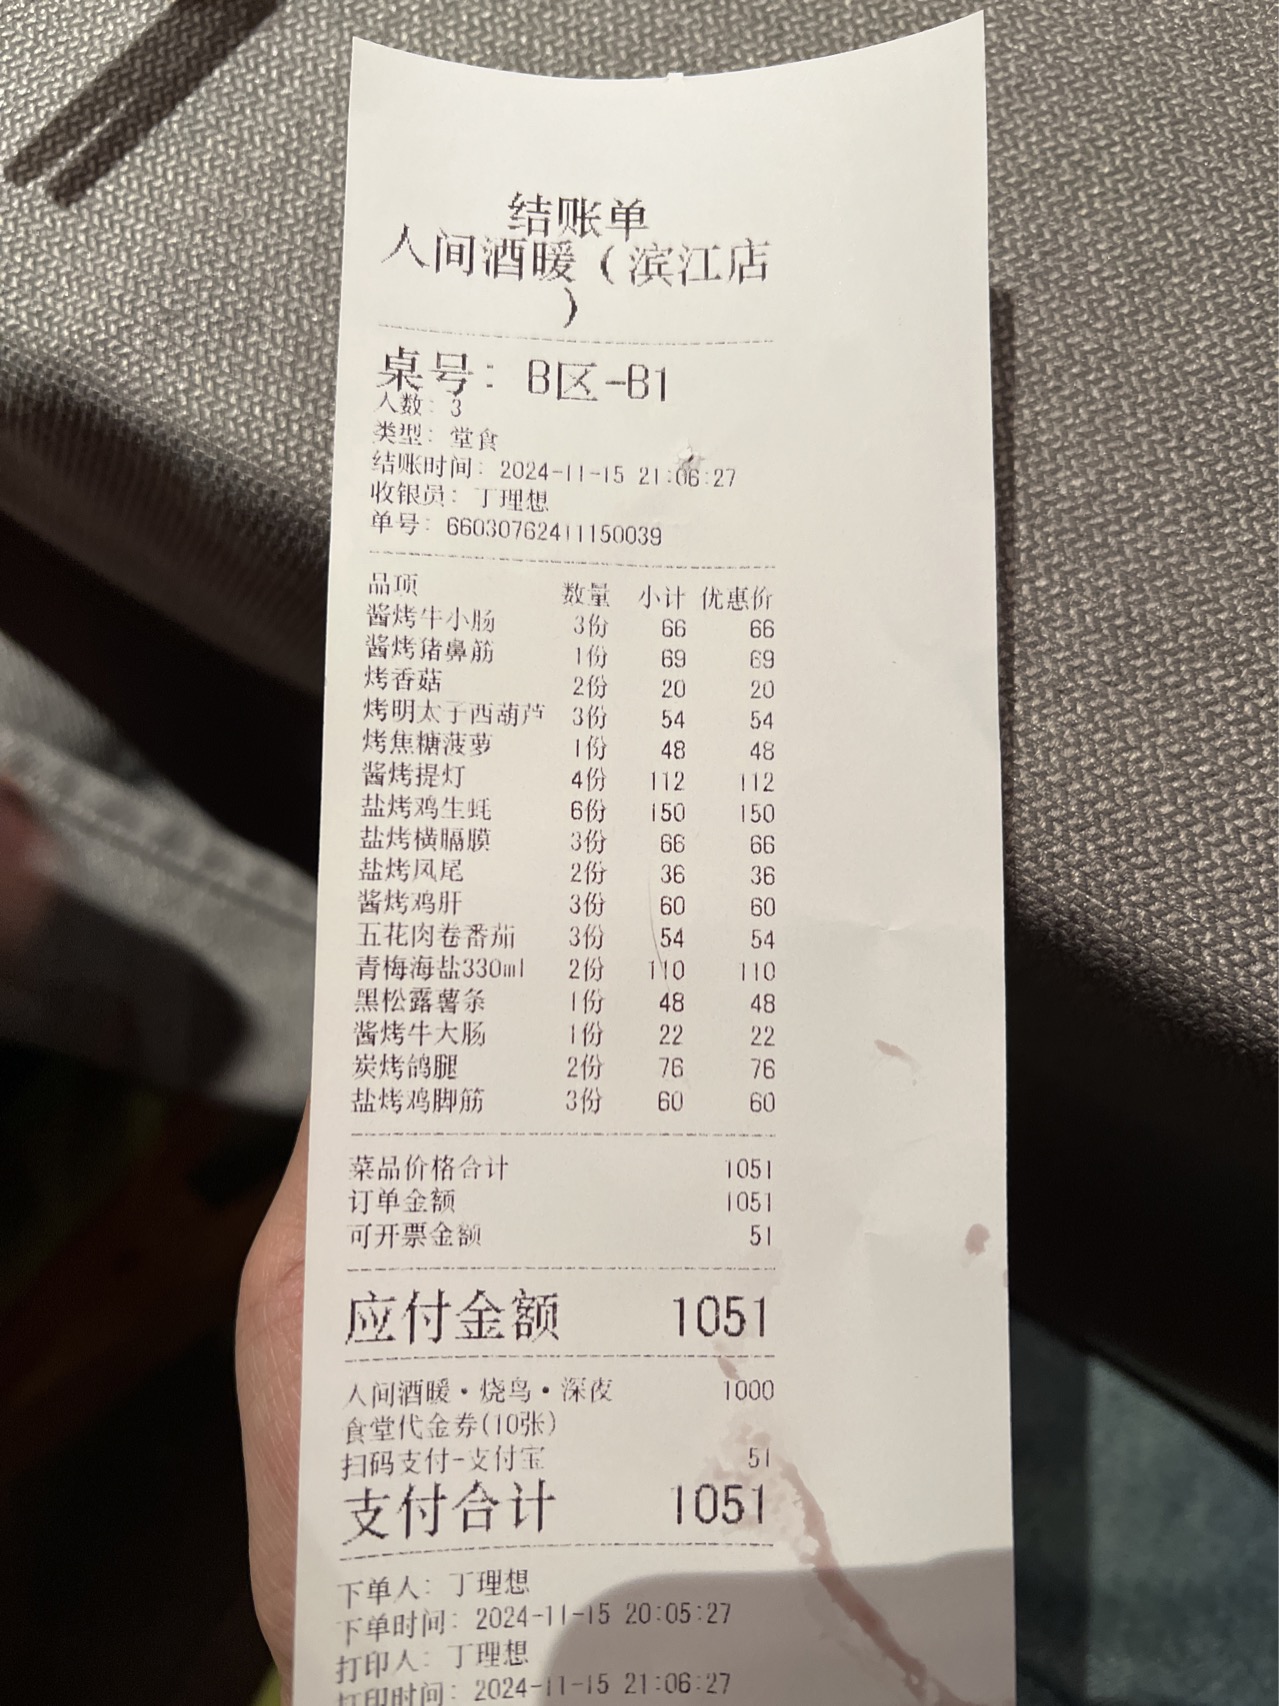 结账单
人间酒暖（滨江店
）
桌号：B区-B1
人数：3
类型：堂食
结账时间：2024-11-15 21:06:27
收银员：丁理想
单号：66030762411150039
品项 数量 小计 优惠价
酱烤牛小肠 3份 66 66
酱烤猪鼻筋 1份 69 69
烤香菇 2份 20 20
烤明太子西葫芦 3份 54 54
烤焦糖菠萝 1份 48 48
酱烤提灯 4份 112 112
盐烤鸡生蚝 6份 150 150
盐烤横膈膜 3份 66 66
盐烤凤尾 2份 36 36
酱烤鸡肝 3份 60 60
五花肉卷番茄 3份 54 54
青梅海盐330ml 2份 110 110
黑松露薯条 1份 48 48
酱烤牛大肠 1份 22 22
炭烤鸽腿 2份 76 76
盐烤鸡脚筋 3份 60 60
菜品价格合计 1051
订单金额 1051
可开票金额 51
应付金额 1051
人间酒暖·烧鸟·深夜 1000
食堂代金券(10张)
扫码支付-支付宝 51
支付合计 1051
下单人：丁理想
下单时间：2024-11-15 20:05:27
打印人：丁理想
打印时间：2024-11-15 21:06:27